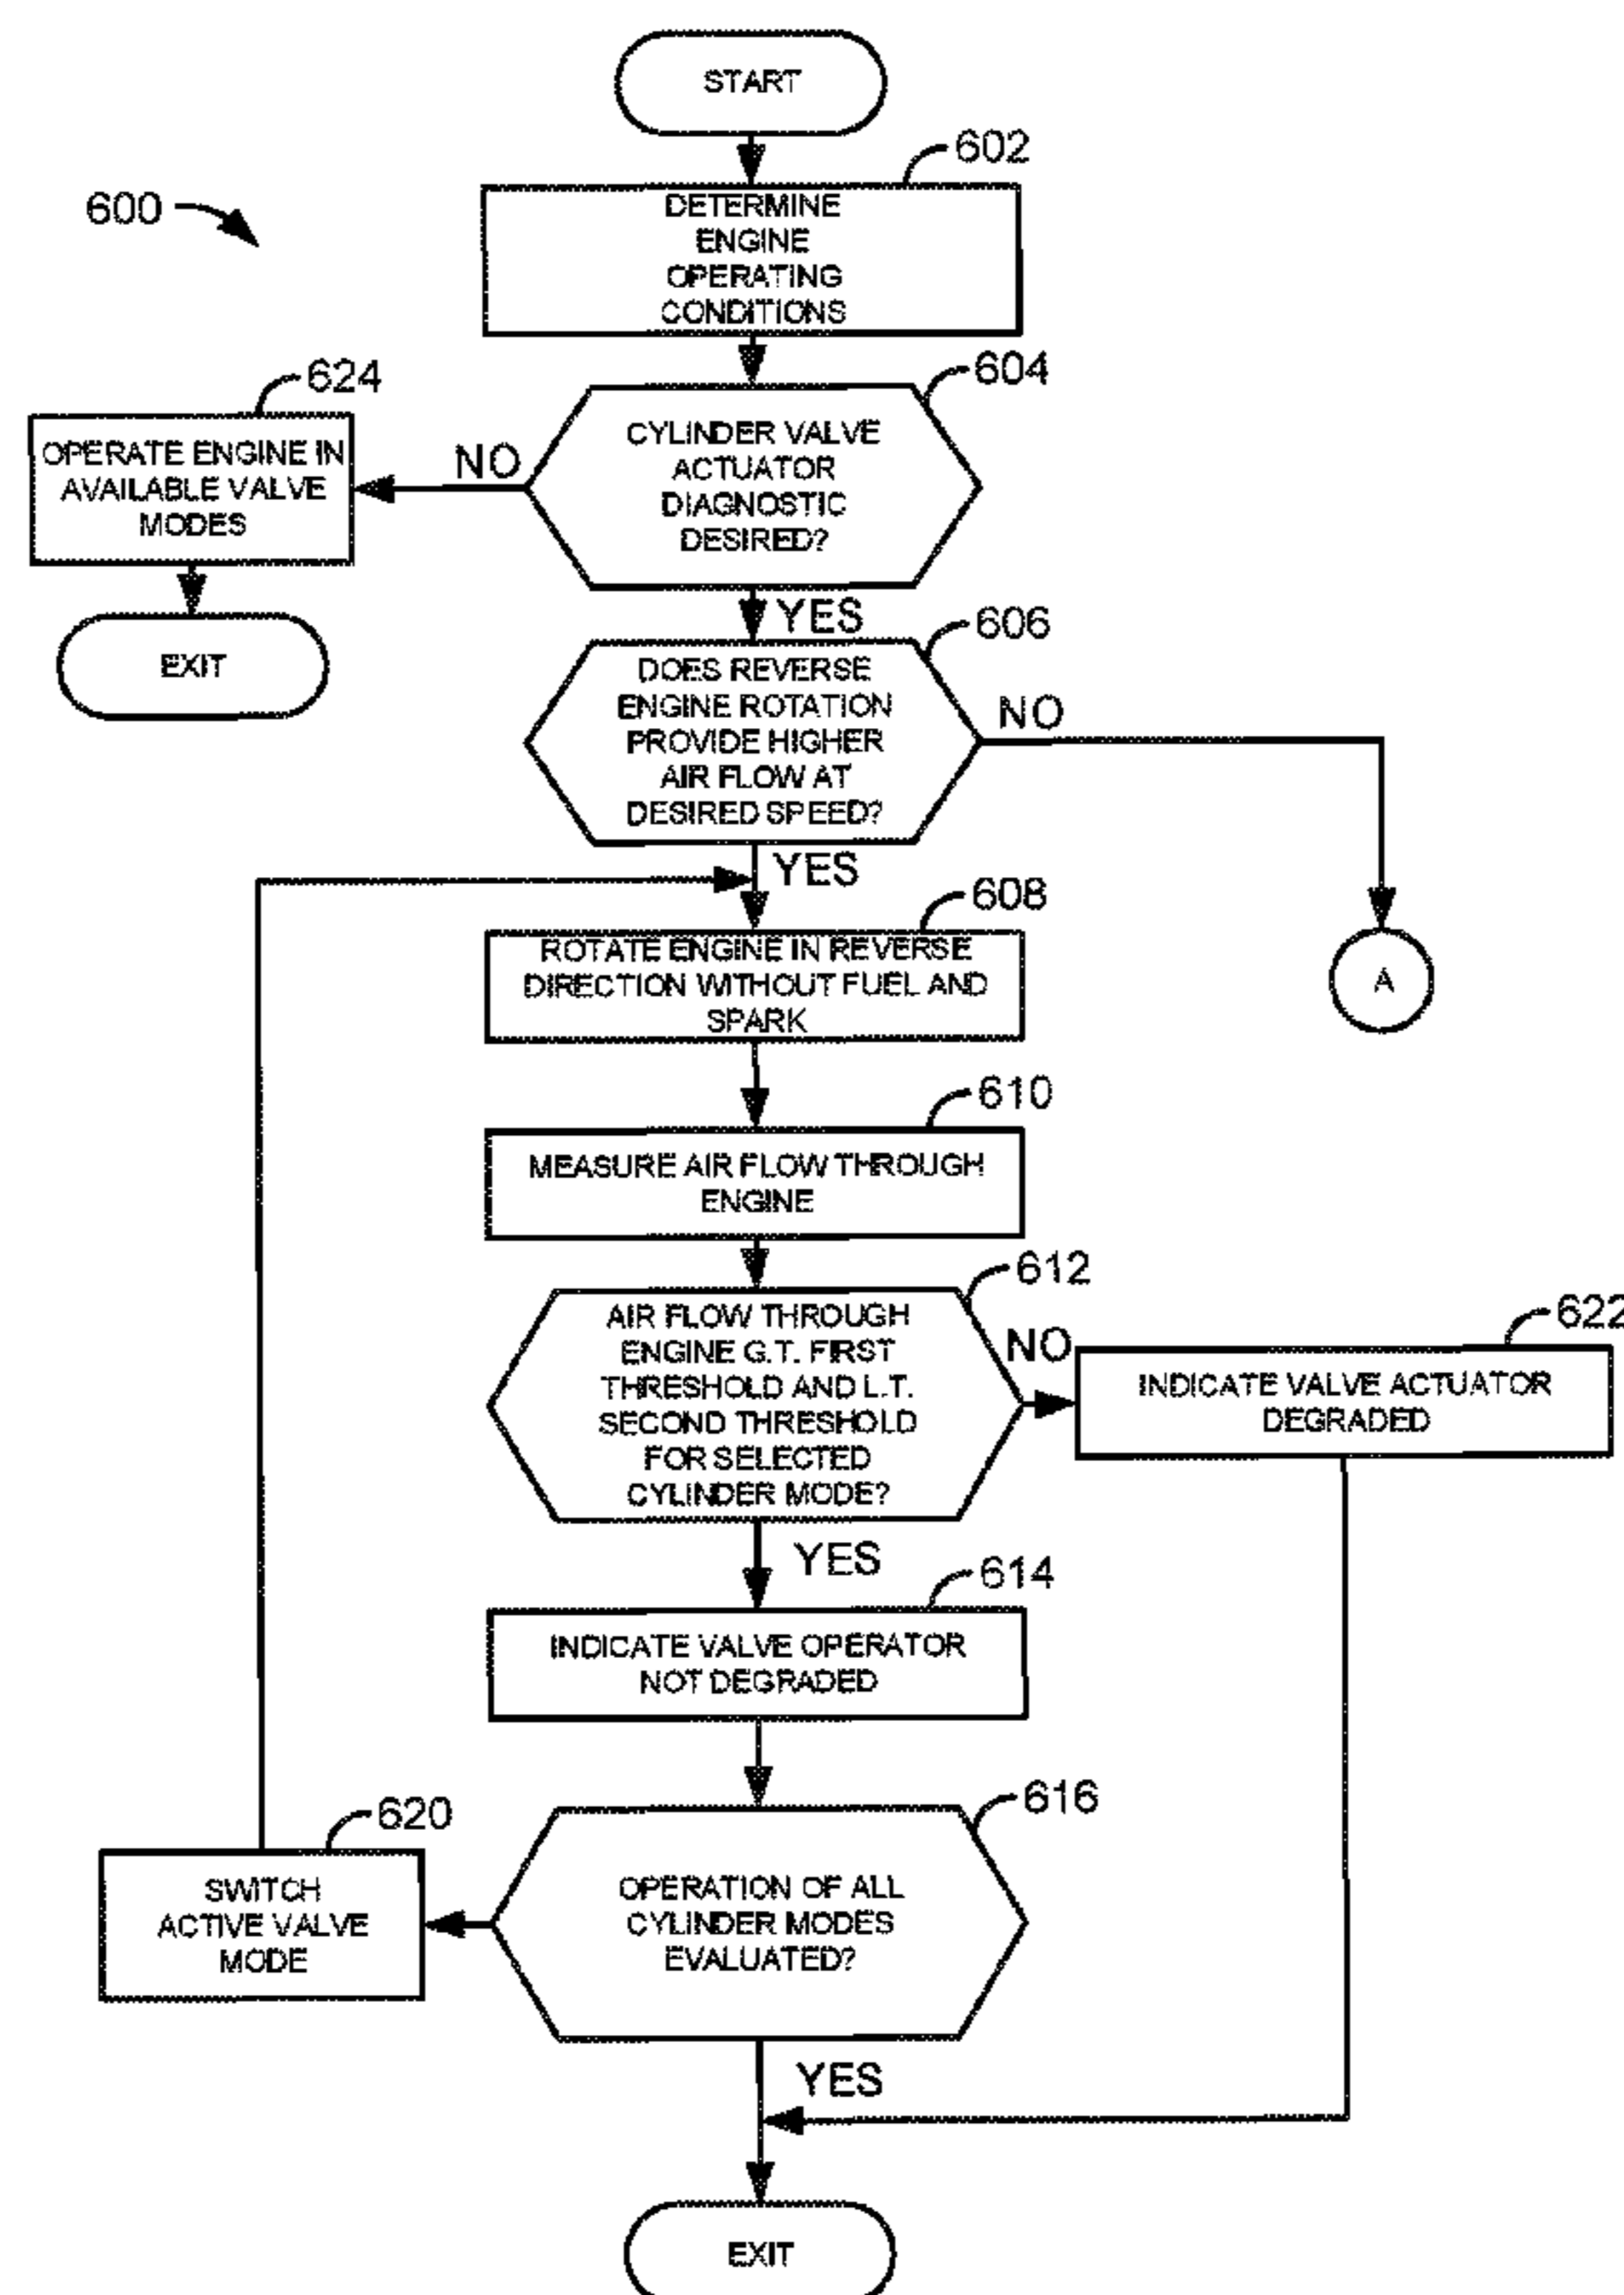 START
602
600
DETERMINE
ENGINE
OPERATING
CONDITIONS
604
624
CYLINDER VALVE
ACTUATOR
DIAGNOSTIC
DESIRED?
NO
OPERATE ENGINE IN
AVAILABLE VALVE
MODES
EXIT
YES
606
DOES REVERSE
ENGINE ROTATION
PROVIDE HIGHER
AIR FLOW AT
DESIRED SPEED?
NO
YES
608
ROTATE ENGINE IN REVERSE
DIRECTION WITHOUT FUEL AND
SPARK
A
610
MEASURE AIR FLOW THROUGH
ENGINE
612
AIR FLOW THROUGH
ENGINE G.T. FIRST
THRESHOLD AND L.T.
SECOND THRESHOLD
FOR SELECTED
CYLINDER MODE?
NO
622
INDICATE VALVE ACTUATOR
DEGRADED
YES
614
INDICATE VALVE OPERATOR
NOT DEGRADED
616
620
OPERATION OF ALL
CYLINDER MODES
EVALUATED?
SWITCH
ACTIVE VALVE
MODE
YES
EXIT